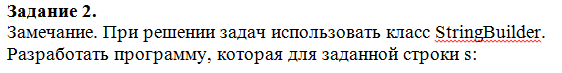 Задание 2.
Замечание. При решении задач использовать класс StringBuilder.
Разработать программу, которая для заданной строки s: